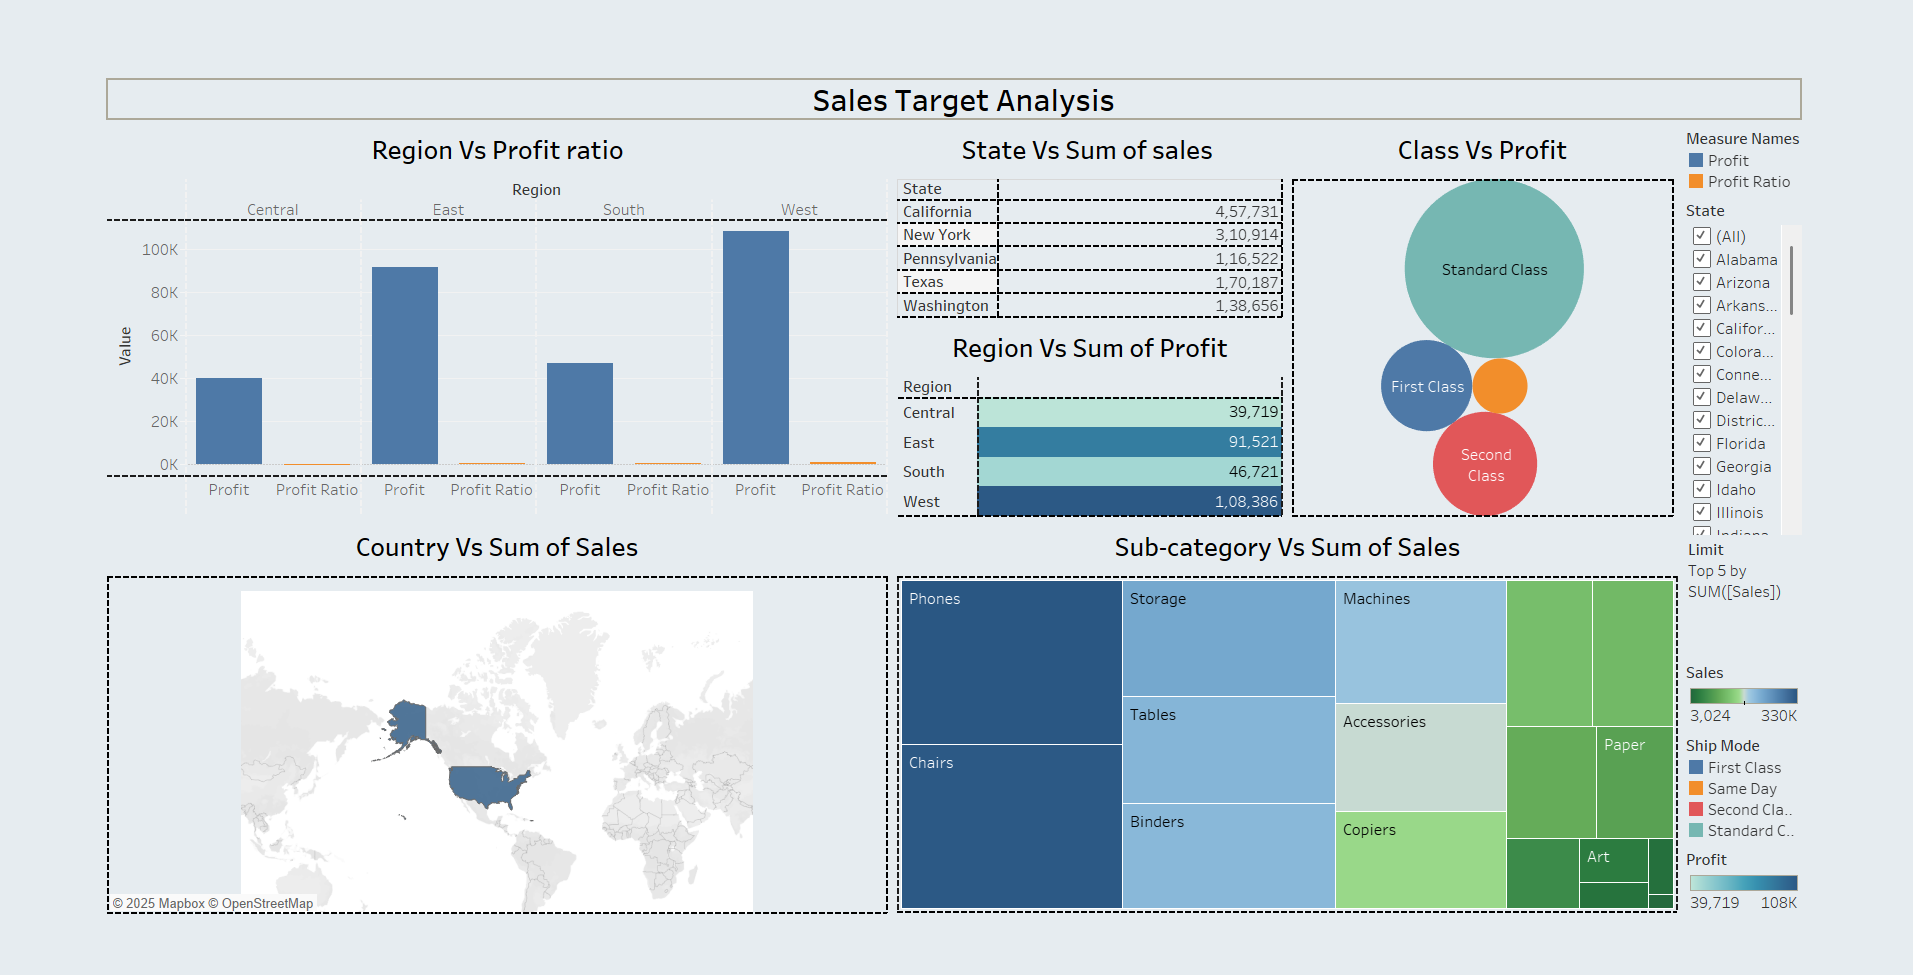 Sales Target Analysis
Region Vs Profit ratio
Region
Central East South West
Value
100K
80K
60K
40K
20K
0K
Profit Profit Ratio Profit Profit Ratio Profit Profit Ratio Profit Profit Ratio
State Vs Sum of sales
State
California 4,57,731
New York 3,10,914
Pennsylvania 1,16,522
Texas 1,70,187
Washington 1,38,656
Region Vs Sum of Profit
Region
Central 39,719
East 91,521
South 46,721
West 1,08,386
Class Vs Profit
Standard Class
First Class
Second
Class
Measure Names
Profit
Profit Ratio
State
(All)
Alabama
Arizona
Arkans...
Califor...
Colora...
Conne...
Delaw...
Distric...
Florida
Georgia
Idaho
Illinois
Indiana
Limit
Top 5 by
SUM([Sales])
Country Vs Sum of Sales
© 2025 Mapbox © OpenStreetMap
Sub-category Vs Sum of Sales
Phones
Chairs
Storage
Tables
Binders
Machines
Accessories
Copiers
Paper
Art
Sales
3,024 330K
Ship Mode
First Class
Same Day
Second Cla..
Standard C..
Profit
39,719 108K